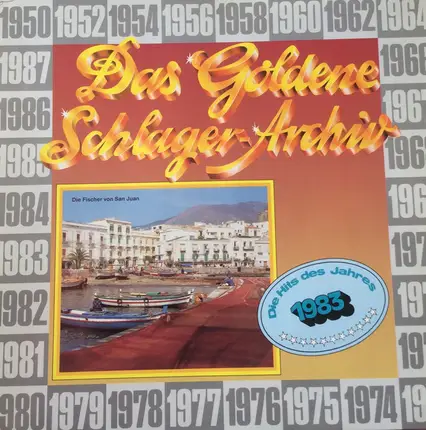 1950 1952 1954 1956 1958 1960 1962 1964
1987
1986
1985
1984
1983
1982
1981
Das Goldene
Schlager-Archiv
Die Fischer von San Juan
Die Hits des Jahres
1983
980 1979 1978 1977 1976 1975 1974